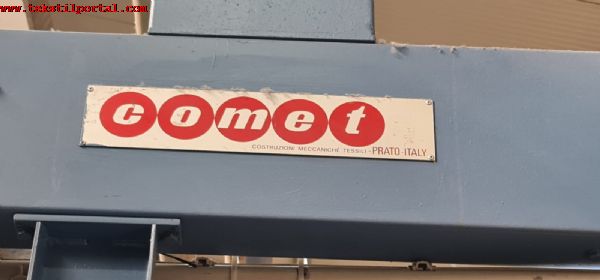 www.tekstilportal.com
comet
COSTRUZIONI MECCANICHE TESSILI - PRATO-ITALY